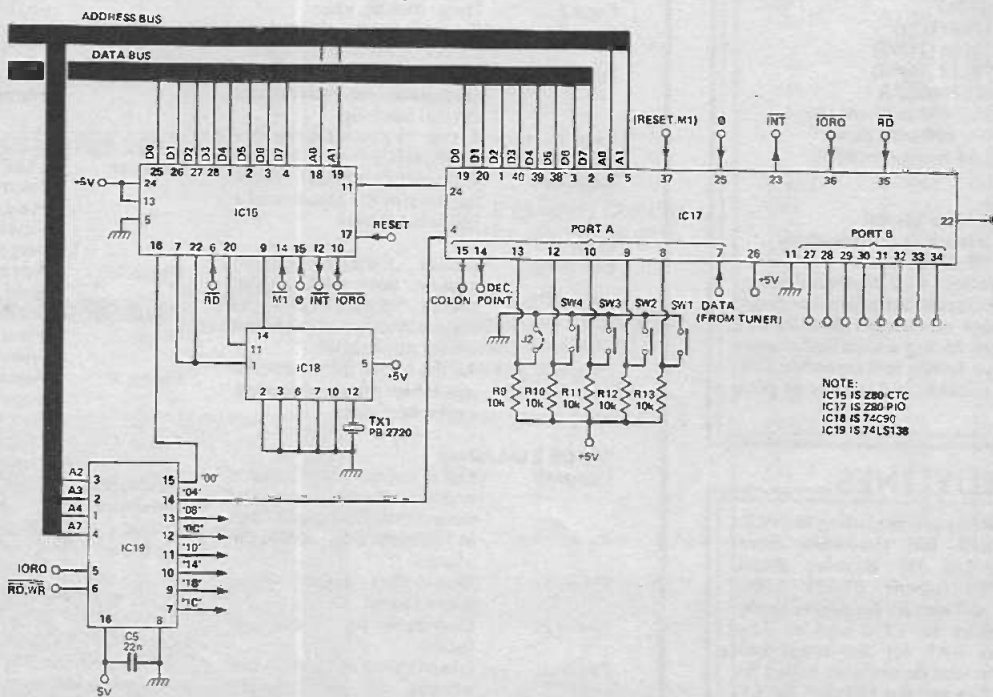 ADDRESS BUS
DATA BUS
D0 D1 D2 D3 D4 D5 D6 D7 A0 A1
25 26 27 28 1 2 3 4 18 19
+5V
24
13
5
IC15
11
17
RESET
16 7 22 6 20 9 14 15 12 10
RD M1 Ø INT IORQ
D0 D1 D2 D3 D4 D5 D6 D7 A0 A1
19 20 1 40 39 38 3 2 6 5
(RESET.M1) Ø INT IORQ RD
37 25 23 36 35
24
4
IC17
22
PORT A
PORT B
15 14 13 12 10 9 8 7 26 11 27 28 29 30 31 32 33 34
COLON
DEC. POINT
J2
SW4 SW3 SW2 SW1
DATA
(FROM TUNER)
+5V
R9 10k
R10 10k
R11 10k
R12 10k
R13 10k
+5V
14
11
1
IC18
5
+5V
2 3 6 7 10 12
TX1
PB 2720
NOTE:
IC15 IS Z80 CTC
IC17 IS Z80 PIO
IC18 IS 74C90
IC19 IS 74LS138
A2 3
A3 2
A4 1
A7 4
IC19
15 "00"
14 "04"
13 "08"
12 "0C"
11 "10"
10 "14"
9 "18"
7 "1C"
IORQ 5
RD,WR 6
16 8
C5
22n
5V